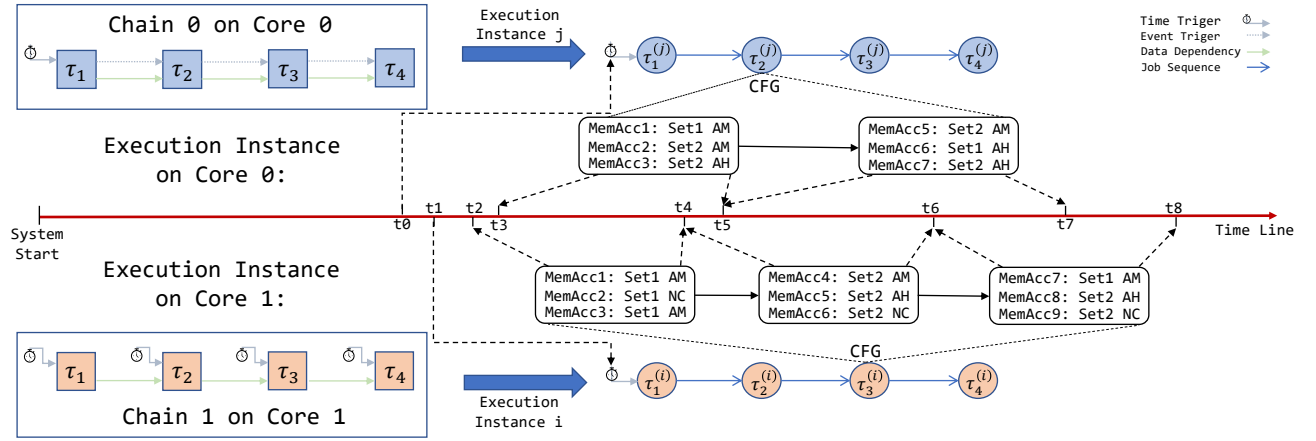 Chain 0 on Core 0
τ1
τ2
τ3
τ4
Execution
Instance j
τ1(j)
τ2(j)
τ3(j)
τ4(j)
CFG
Time Triger
Event Triger
Data Dependency
Job Sequence
MemAcc1: Set1 AM
MemAcc2: Set2 AM
MemAcc3: Set2 AH
MemAcc5: Set2 AM
MemAcc6: Set1 AH
MemAcc7: Set2 AH
Execution Instance
on Core 0:
t0
t1
t2
t3
t4
t5
t6
t7
t8
System
Start
Time Line
Execution Instance
on Core 1:
MemAcc1: Set1 AM
MemAcc2: Set1 NC
MemAcc3: Set1 AM
MemAcc4: Set2 AM
MemAcc5: Set2 AH
MemAcc6: Set2 NC
MemAcc7: Set1 AM
MemAcc8: Set2 AH
MemAcc9: Set2 NC
CFG
τ1
τ2
τ3
τ4
Chain 1 on Core 1
Execution
Instance i
τ1(i)
τ2(i)
τ3(i)
τ4(i)